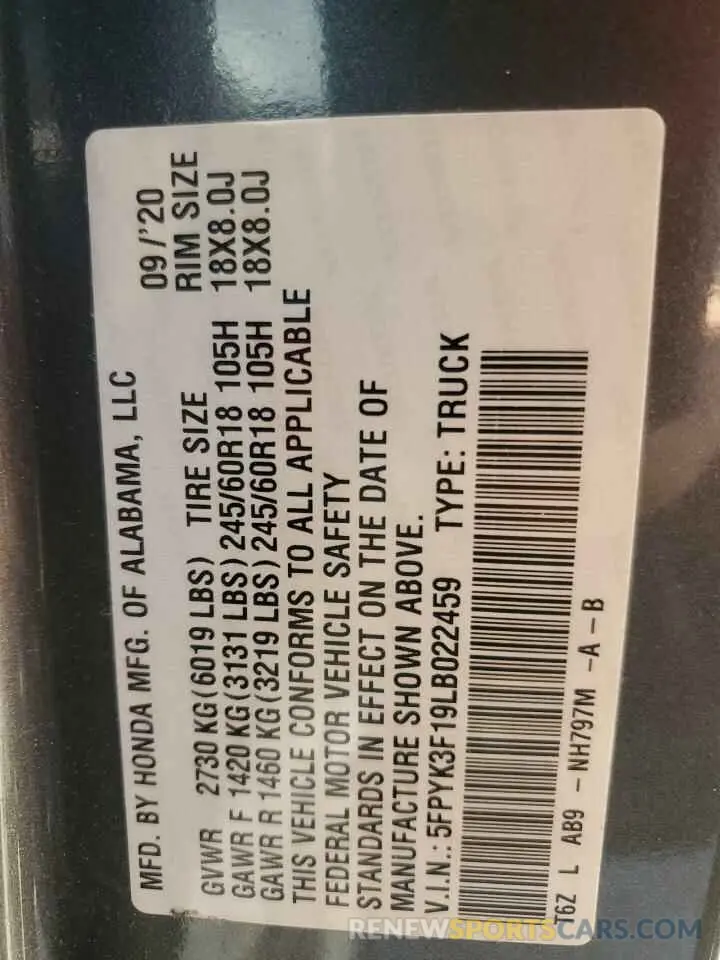 MFD. BY HONDA MFG. OF ALABAMA, LLC 09/'20
GVWR 2730 KG(6019 LBS) TIRE SIZE RIM SIZE
GAWR F 1420 KG(3131 LBS)245/60R18 105H 18X8.0J
GAWR R 1460 KG(3219 LBS)245/60R18 105H 18X8.0J
THIS VEHICLE CONFORMS TO ALL APPLICABLE
FEDERAL MOTOR VEHICLE SAFETY
STANDARDS IN EFFECT ON THE DATE OF
MANUFACTURE SHOWN ABOVE.
V.I.N.:5FPYK3F19LB022459 TYPE: TRUCK
T6Z L AB9 - NH797M -A-B
RENEWSPORTSCARS.COM